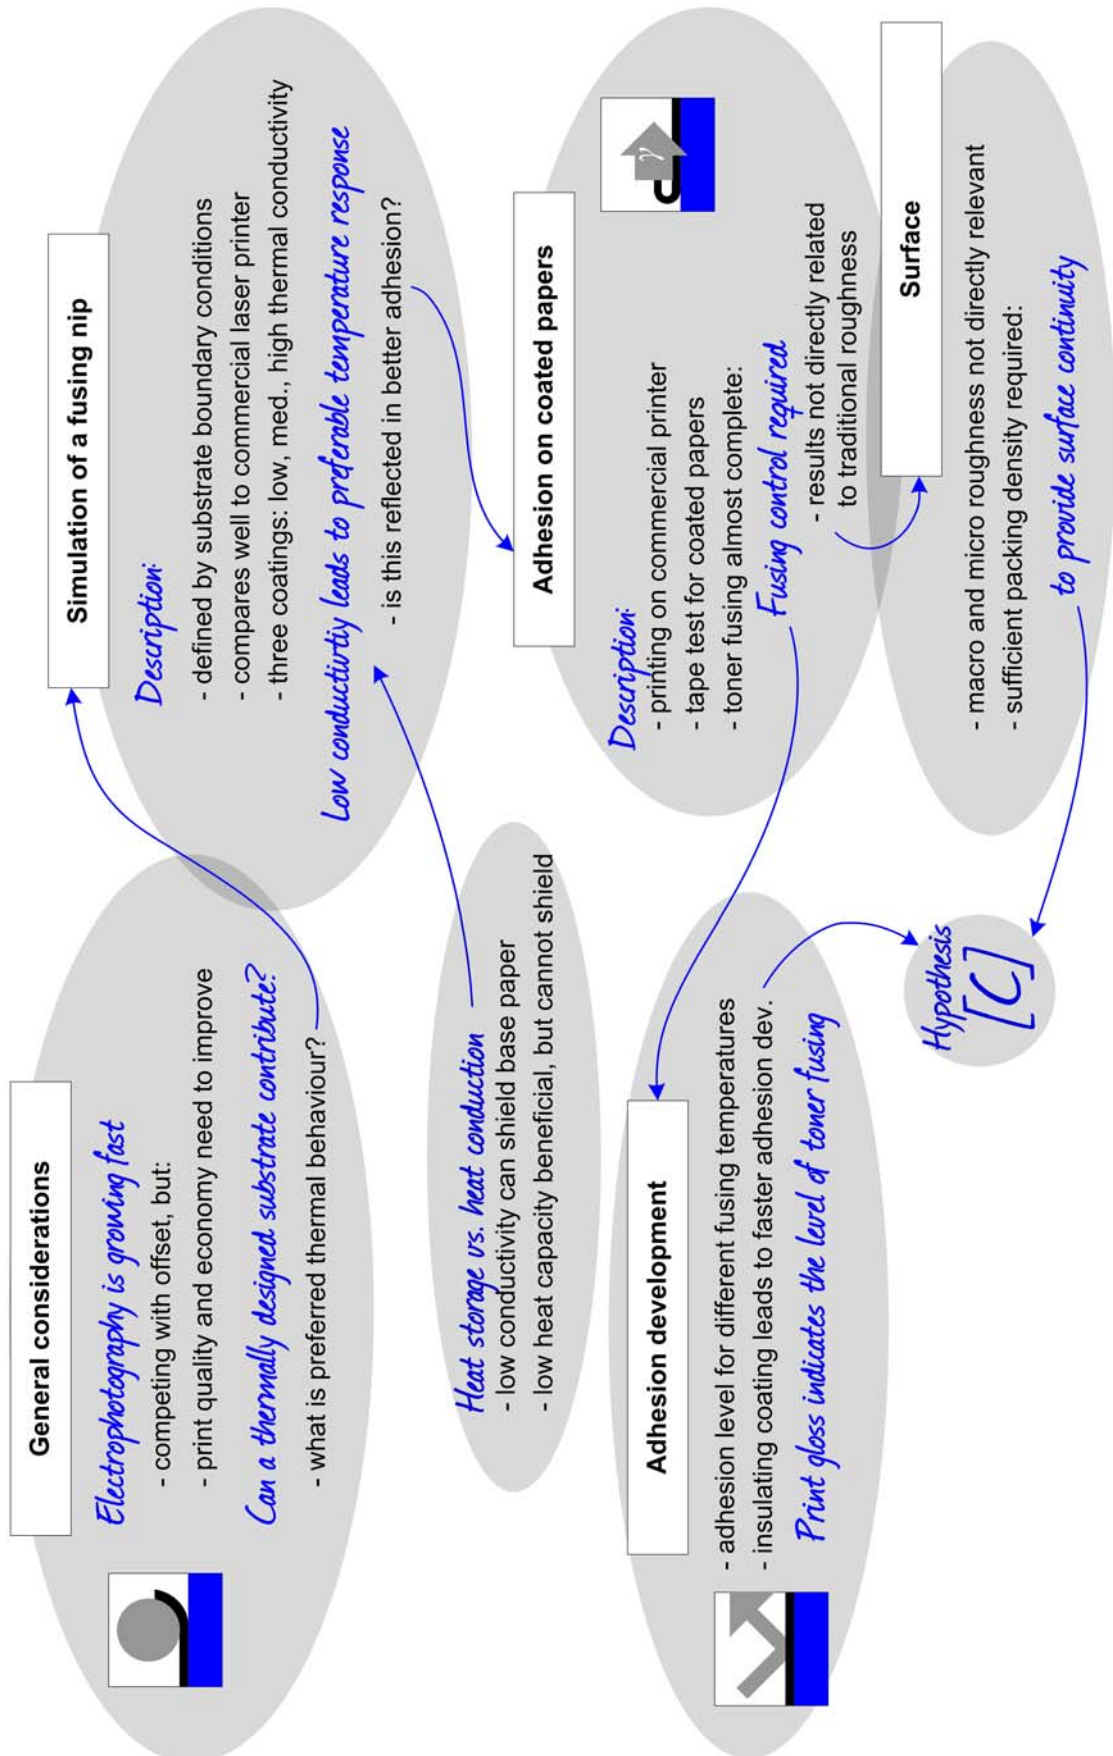 General considerations
Electrophotography is growing fast
- competing with offset, but:
- print quality and economy need to improve
Can a thermally designed substrate contribute?
- what is preferred thermal behaviour?
Simulation of a fusing nip
Description:
- defined by substrate boundary conditions
- compares well to commercial laser printer
- three coatings: low, med., high thermal conductivity
Low conductivtiy leads to preferable temperature response
- is this reflected in better adhesion?
Heat storage vs. heat conduction
- low conductivity can shield base paper
- low heat capacity beneficial, but cannot shield
Adhesion on coated papers
γ
Description:
- printing on commercial printer
- tape test for coated papers
- toner fusing almost complete:
Fusing control required
- results not directly related
to traditional roughness
Adhesion development
- adhesion level for different fusing temperatures
- insulating coating leads to faster adhesion dev.
Print gloss indicates the level of toner fusing
Surface
- macro and micro roughness not directly relevant
- sufficient packing density required:
to provide surface continuity
Hypothesis
[C]